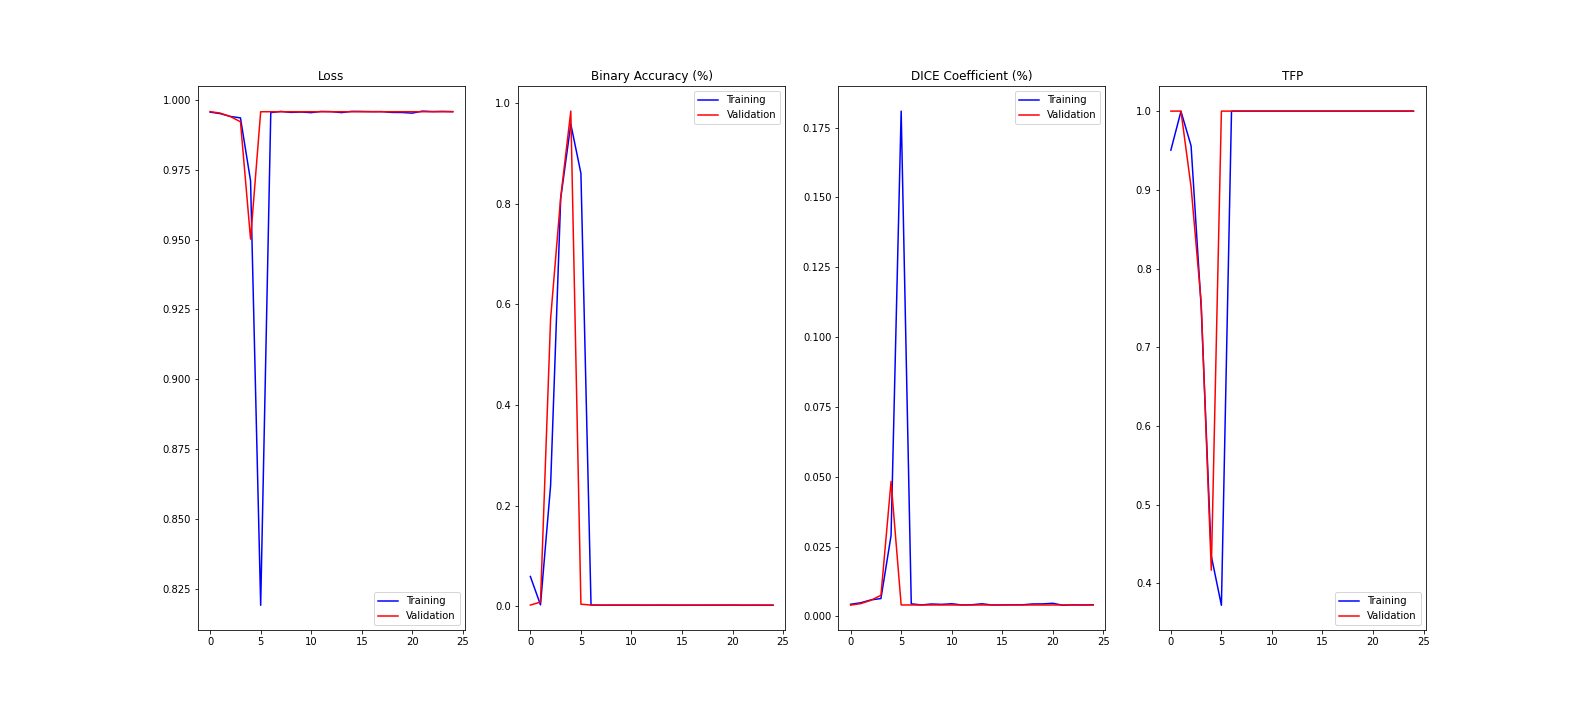 Loss
1.000
0.975
0.950
0.925
0.900
0.875
0.850
0.825
0 5 10 15 20 25
Training
Validation
Binary Accuracy (%)
1.0
0.8
0.6
0.4
0.2
0.0
0 5 10 15 20 25
Training
Validation
DICE Coefficient (%)
0.175
0.150
0.125
0.100
0.075
0.050
0.025
0.000
0 5 10 15 20 25
Training
Validation
TFP
1.0
0.9
0.8
0.7
0.6
0.5
0.4
0 5 10 15 20 25
Training
Validation